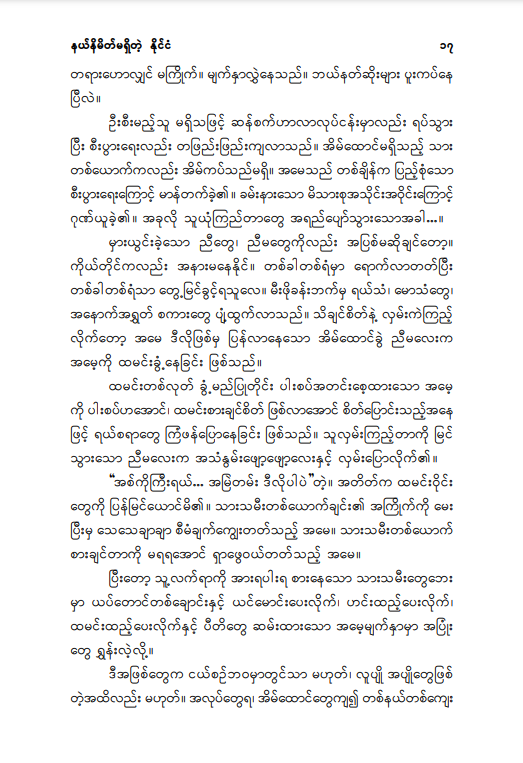 နယ်နိမိတ်မရှိတဲ့ နိုင်ငံ ၁၇
တရားဟောလျှင် မကြိုက်။ မျက်နှာလွှဲနေသည်။ ဘယ်နတ်ဆိုးများ ပူးကပ်နေ
ပြီလဲ။
ဦးစီးမည့်သူ မရှိသဖြင့် ဆန်စက်ဟာလာလုပ်ငန်းမှာလည်း ရပ်သွား
ပြီး စီးပွားရေးလည်း တဖြည်းဖြည်းကျလာသည်။ အိမ်ထောင်မရှိသည့် သား
တစ်ယောက်ကလည်း အိမ်ကပ်သည်မရှိ။ အမေသည် တစ်ချိန်က ပြည့်စုံသော
စီးပွားရေးကြောင့် မာန်တက်ခဲ့၏။ ခမ်းနားသော မိသားစုအသိုင်းအဝိုင်းကြောင့်
ဂုဏ်ယူခဲ့၏။ အခုလို သူယုံကြည်တာတွေ အရည်ပျော်သွားသောအခါ...။
မှားယွင်းခဲ့သော ညီတွေ၊ ညီမတွေကိုလည်း အပြစ်မဆိုချင်တော့။
ကိုယ်တိုင်ကလည်း အနားမနေနိုင်။ တစ်ခါတစ်ရံမှာ ရောက်လာတတ်ပြီး
တစ်ခါတစ်ရံသာ တွေ့မြင်ခွင့်ရသူလေ။ မီးဖိုခန်းဘက်မှ ရယ်သံ၊ မောသံတွေ၊
အနောက်အရွှတ် စကားတွေ ပျံ့ထွက်လာသည်။ သိချင်စိတ်နဲ့ လှမ်းကဲကြည့်
လိုက်တော့ အမေ ဒီလိုဖြစ်မှ ပြန်လာနေသော အိမ်ထောင်ခွဲ ညီမလေးက
အမေ့ကို ထမင်းခွံ့နေခြင်း ဖြစ်သည်။
ထမင်းတစ်လုတ် ခွံ့မည်ပြုတိုင်း ပါးစပ်အတင်းစေ့ထားသော အမေ့
ကို ပါးစပ်ဟအောင်၊ ထမင်းစားချင်စိတ် ဖြစ်လာအောင် စိတ်ပြောင်းသည့်အနေ
ဖြင့် ရယ်စရာတွေ ကြံဖန်ပြောနေခြင်း ဖြစ်သည်။ သူလှမ်းကြည့်တာကို မြင်
သွားသော ညီမလေးက အသံနွမ်းဖျော့ဖျော့လေးနှင့် လှမ်းပြောလိုက်၏။
“အစ်ကိုကြီးရယ်... အမြဲတမ်း ဒီလိုပါပဲ”တဲ့။ အတိတ်က ထမင်းဝိုင်း
တွေကို ပြန်မြင်ယောင်မိ၏။ သားသမီးတစ်ယောက်ချင်း၏ အကြိုက်ကို မေး
ပြီးမှ သေသေချာချာ စီမံချက်ကျွေးတတ်သည့် အမေ။ သားသမီးတစ်ယောက်
စားချင်တာကို မရရအောင် ရှာဖွေဝယ်တတ်သည့် အမေ။
ပြီးတော့ သူ့လက်ရာကို အားရပါးရ စားနေသော သားသမီးတွေဘေး
မှာ ယပ်တောင်တစ်ချောင်းနှင့် ယင်မောင်းပေးလိုက်၊ ဟင်းထည့်ပေးလိုက်၊
ထမင်းထည့်ပေးလိုက်နှင့် ပီတိတွေ ဆမ်းထားသော အမေ့မျက်နှာမှာ အပြုံး
တွေ ရွှန်းလဲ့လို့။
ဒီအဖြစ်တွေက ငယ်စဉ်ဘဝမှာတွင်သာ မဟုတ်၊ လူပျို အပျိုတွေဖြစ်
တဲ့အထိလည်း မဟုတ်။ အလုပ်တွေရ၊ အိမ်ထောင်တွေကျ၍ တစ်နယ်တစ်ကျေး